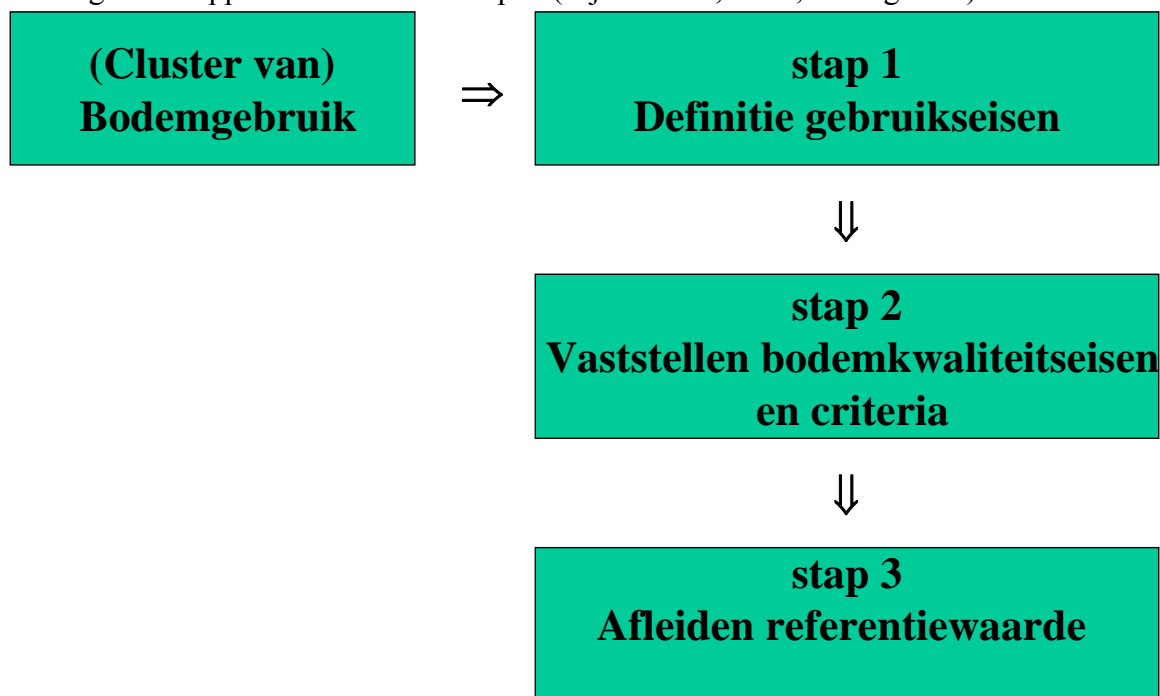 (Cluster van)
Bodemgebruik
⇒
stap 1
Definitie gebruikseisen
⇓
stap 2
Vaststellen bodemkwaliteitseisen
en criteria
⇓
stap 3
Afleiden referentiewaarde